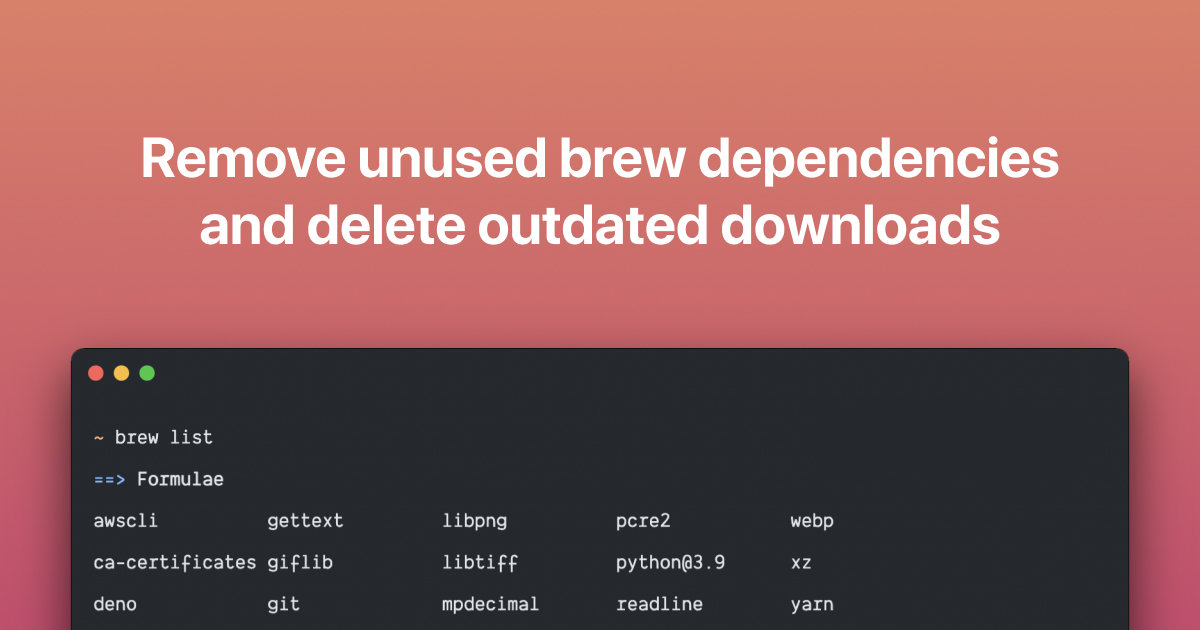 Remove unused brew dependencies
and delete outdated downloads
~ brew list
==> Formulae
awscli gettext libpng pcre2 webp
ca-certificates giflib libtiff python@3.9 xz
deno git mpdecimal readline yarn